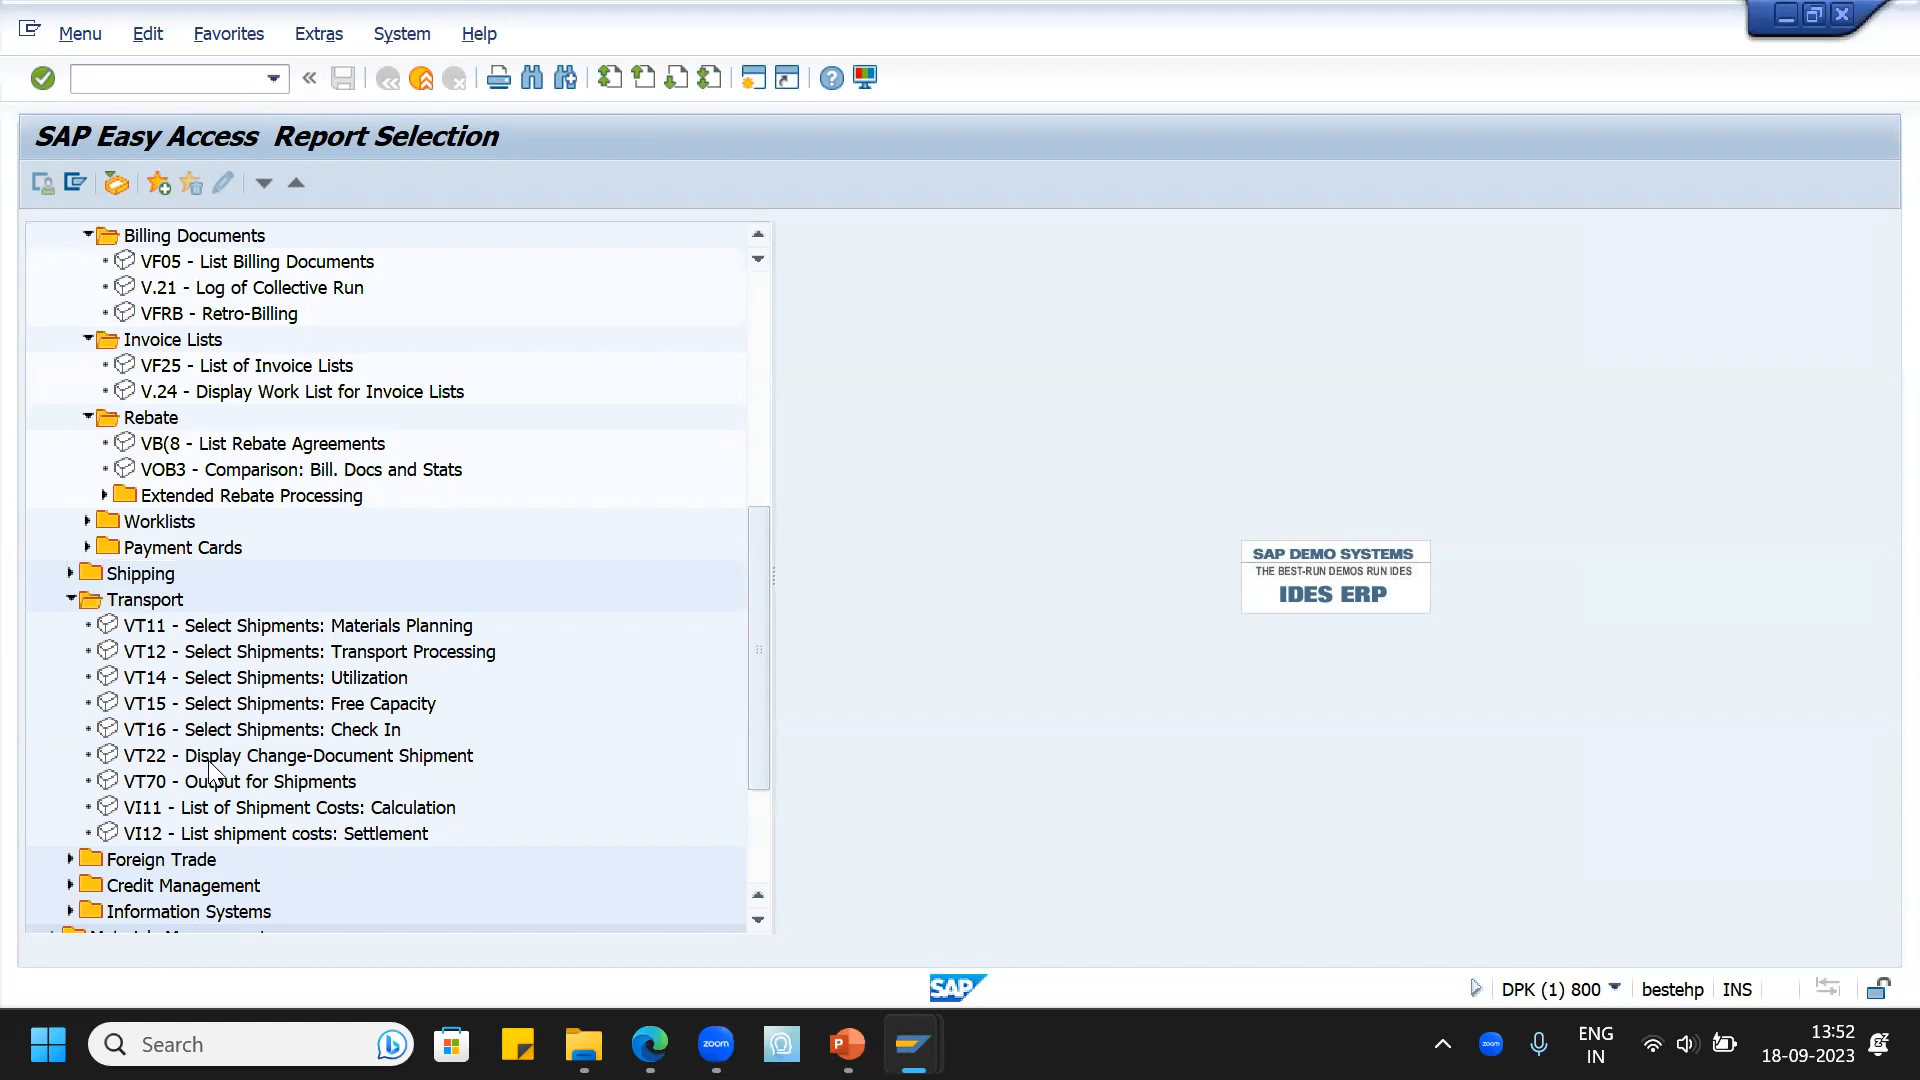 Menu Edit Favorites Extras System Help
SAP Easy Access Report Selection
Billing Documents
VF05 - List Billing Documents
V.21 - Log of Collective Run
VFRB - Retro-Billing
Invoice Lists
VF25 - List of Invoice Lists
V.24 - Display Work List for Invoice Lists
Rebate
VB(8 - List Rebate Agreements
VOB3 - Comparison: Bill. Docs and Stats
Extended Rebate Processing
Worklists
Payment Cards
Shipping
Transport
VT11 - Select Shipments: Materials Planning
VT12 - Select Shipments: Transport Processing
VT14 - Select Shipments: Utilization
VT15 - Select Shipments: Free Capacity
VT16 - Select Shipments: Check In
VT22 - Display Change-Document Shipment
VT70 - Output for Shipments
VI11 - List of Shipment Costs: Calculation
VI12 - List shipment costs: Settlement
Foreign Trade
Credit Management
Information Systems
SAP DEMO SYSTEMS
THE BEST-RUN DEMOS RUN IDES
IDES ERP
SAP
DPK (1) 800 bestehp INS
Search
zoom
zoom
ENG
IN
13:52
18-09-2023